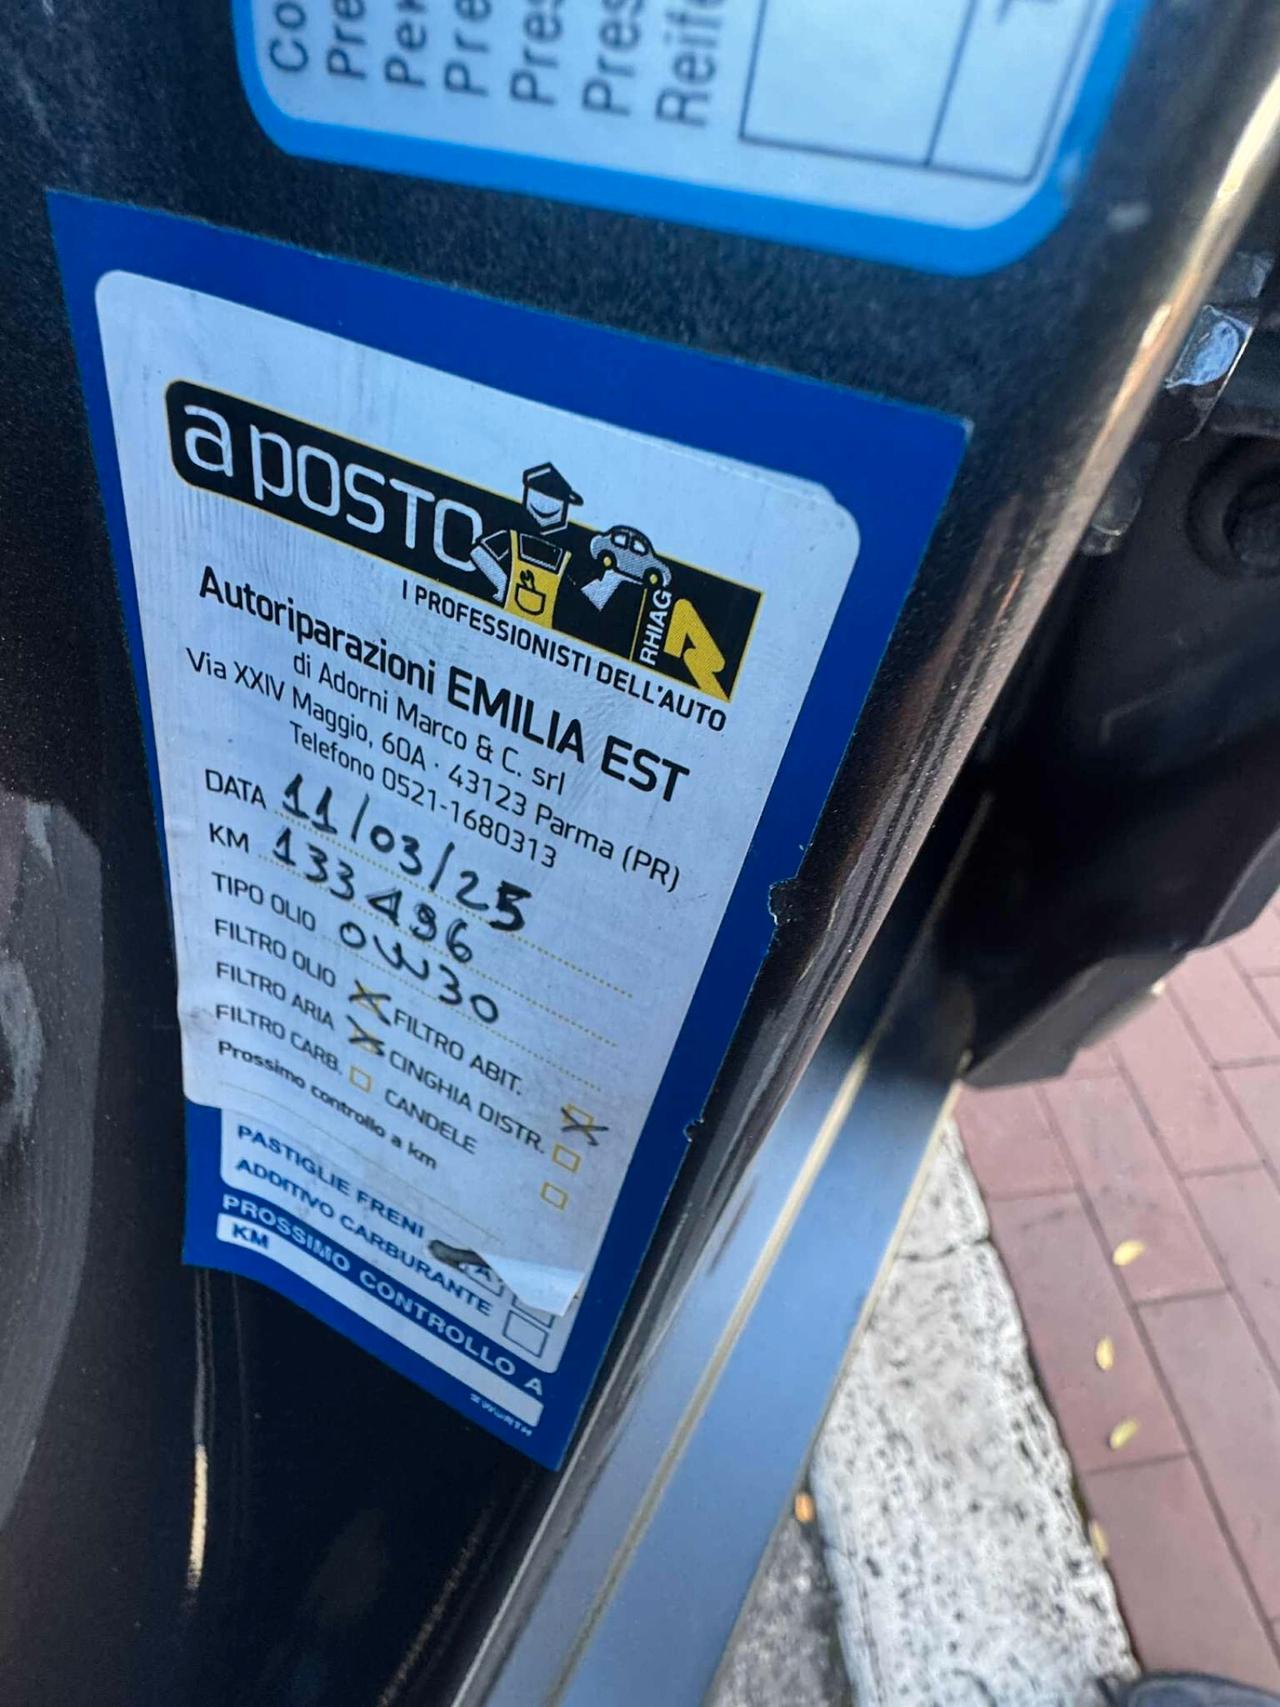 Reife
a posto
RHIAG
I PROFESSIONISTI DELL'AUTO
Autoriparazioni EMILIA EST
di Adorni Marco & C. srl
Via XXIV Maggio, 60A · 43123 Parma (PR)
Telefono 0521-1680313
DATA 11/03/25
KM 133496
TIPO OLIO 0W30
FILTRO OLIO X FILTRO ABIT. X
FILTRO ARIA X CINGHIA DISTR.
FILTRO CARB. CANDELE
Prossimo controllo a km
PASTIGLIE FRENI
ADDITIVO CARBURANTE
PROSSIMO CONTROLLO A
KM
WÜRTH